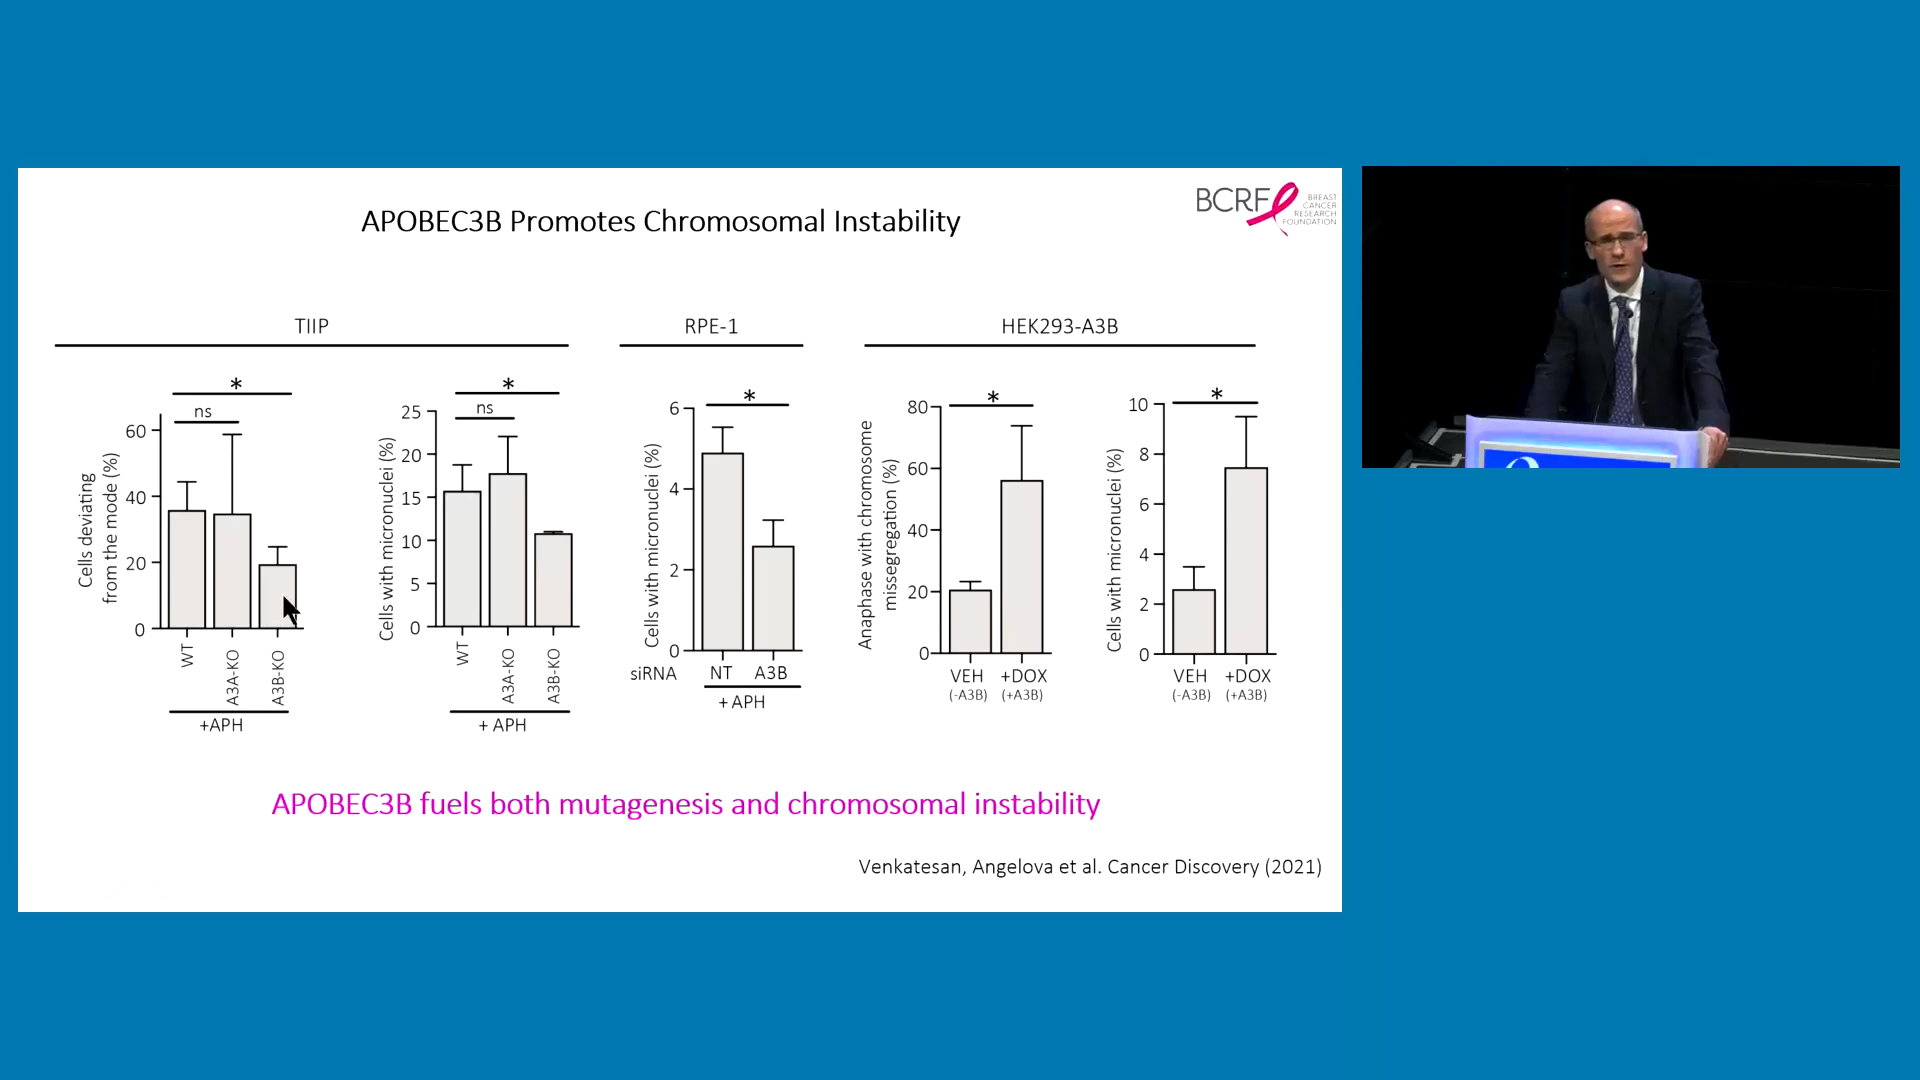 APOBEC3B Promotes Chromosomal Instability
BCRF
BREAST
CANCER
RESEARCH
FOUNDATION
TIIP
RPE-1
HEK293-A3B
*
ns
60
40
20
0
Cells deviating
from the mode (%)
WT
A3A-KO
A3B-KO
+APH
*
ns
25
20
15
10
5
0
Cells with micronuclei (%)
WT
A3A-KO
A3B-KO
+ APH
*
6
4
2
0
Cells with micronuclei (%)
siRNA NT A3B
+ APH
*
80
60
40
20
0
Anaphase with chromosome
missegregation (%)
VEH +DOX
(-A3B) (+A3B)
*
10
8
6
4
2
0
Cells with micronuclei (%)
VEH +DOX
(-A3B) (+A3B)
APOBEC3B fuels both mutagenesis and chromosomal instability
Venkatesan, Angelova et al. Cancer Discovery (2021)